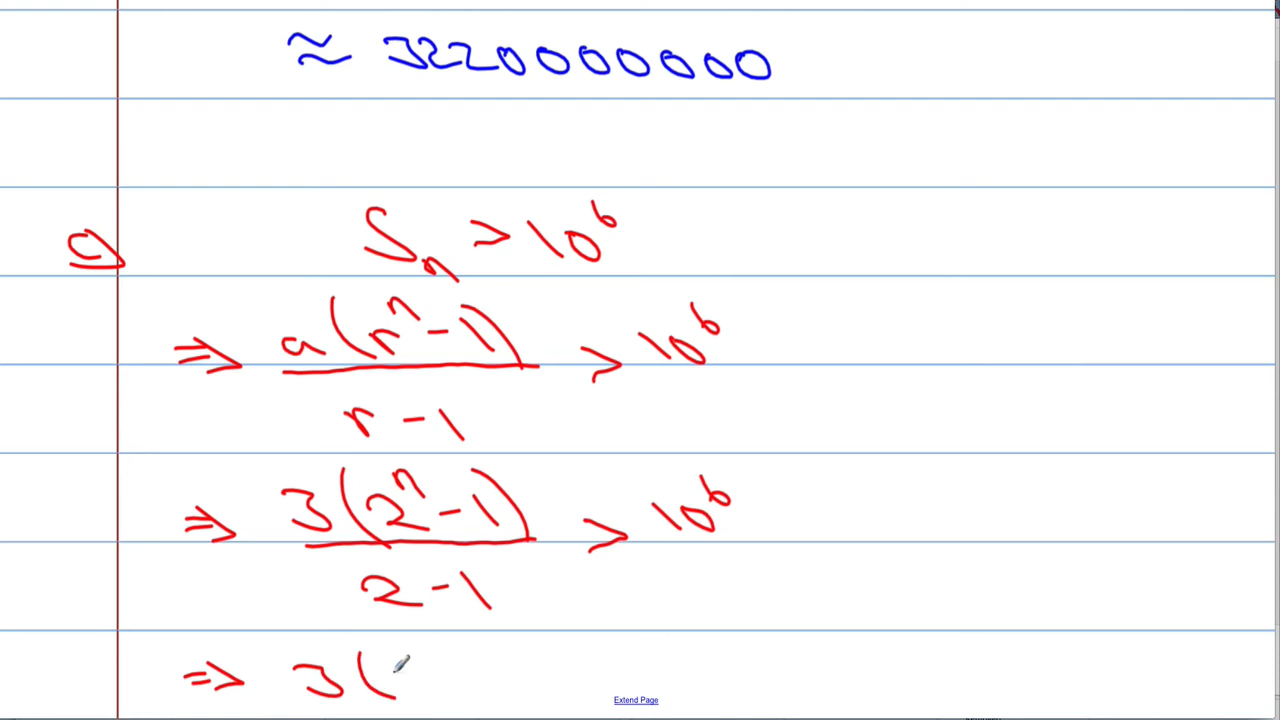 ≈ 3220000000
c) Sₙ > 10⁶
⇒ a(rⁿ - 1) / r - 1 > 10⁶
⇒ 3(2ⁿ - 1) / 2 - 1 > 10⁶
⇒ 3(
Extend Page